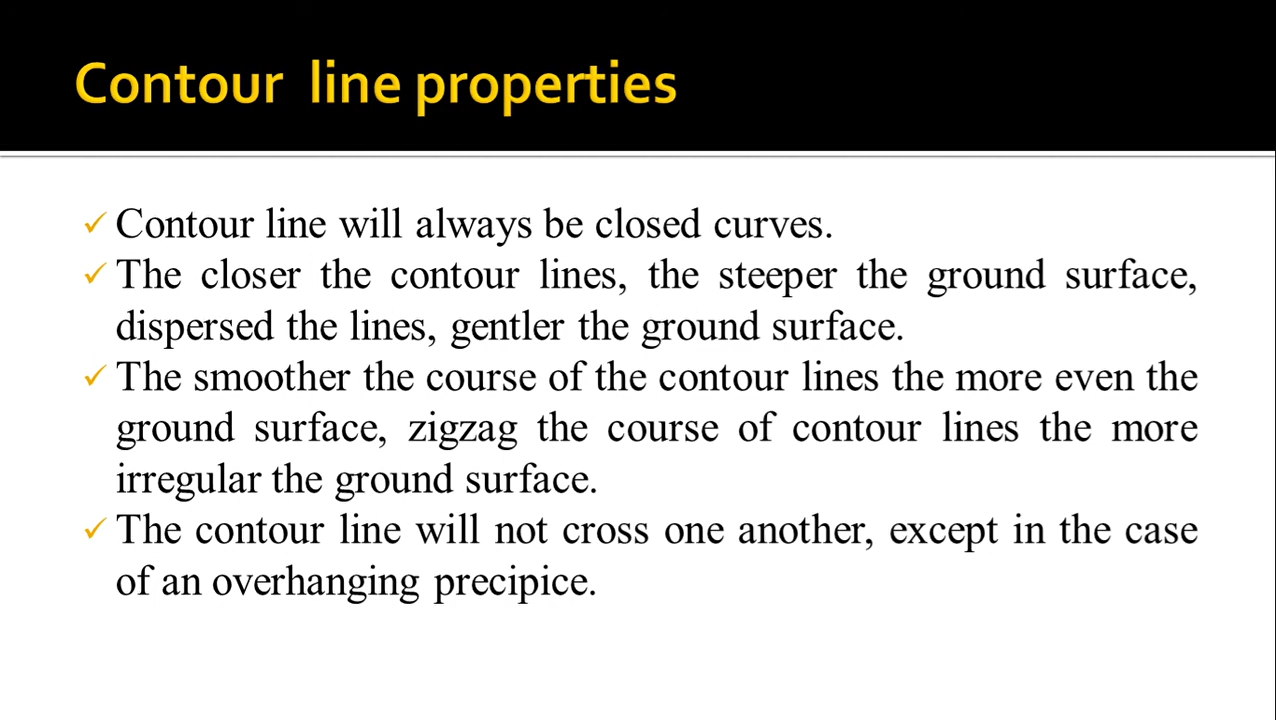 Contour line properties
✓ Contour line will always be closed curves.
✓ The closer the contour lines, the steeper the ground surface,
dispersed the lines, gentler the ground surface.
✓ The smoother the course of the contour lines the more even the
ground surface, zigzag the course of contour lines the more
irregular the ground surface.
✓ The contour line will not cross one another, except in the case
of an overhanging precipice.